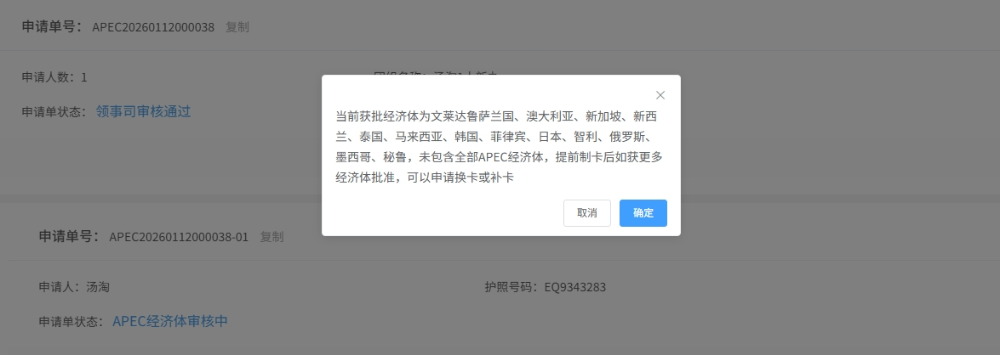 申请单号： APEC20260112000038 复制
申请人数：1
申请单状态： 领事司审核通过
当前获批经济体为文莱达鲁萨兰国、澳大利亚、新加坡、新西
兰、泰国、马来西亚、韩国、菲律宾、日本、智利、俄罗斯、
墨西哥、秘鲁，未包含全部APEC经济体，提前制卡后如获更多
经济体批准，可以申请换卡或补卡
取消 确定
申请单号： APEC20260112000038-01 复制
申请人：汤淘 护照号码：EQ9343283
申请单状态： APEC经济体审核中